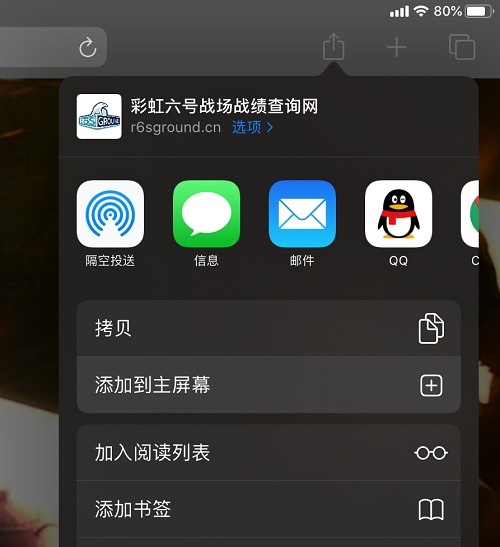 80%
彩虹六号战场战绩查询网
R6S GROUND
r6sground.cn 选项 >
隔空投送 信息 邮件 QQ C
拷贝
添加到主屏幕
加入阅读列表
添加书签